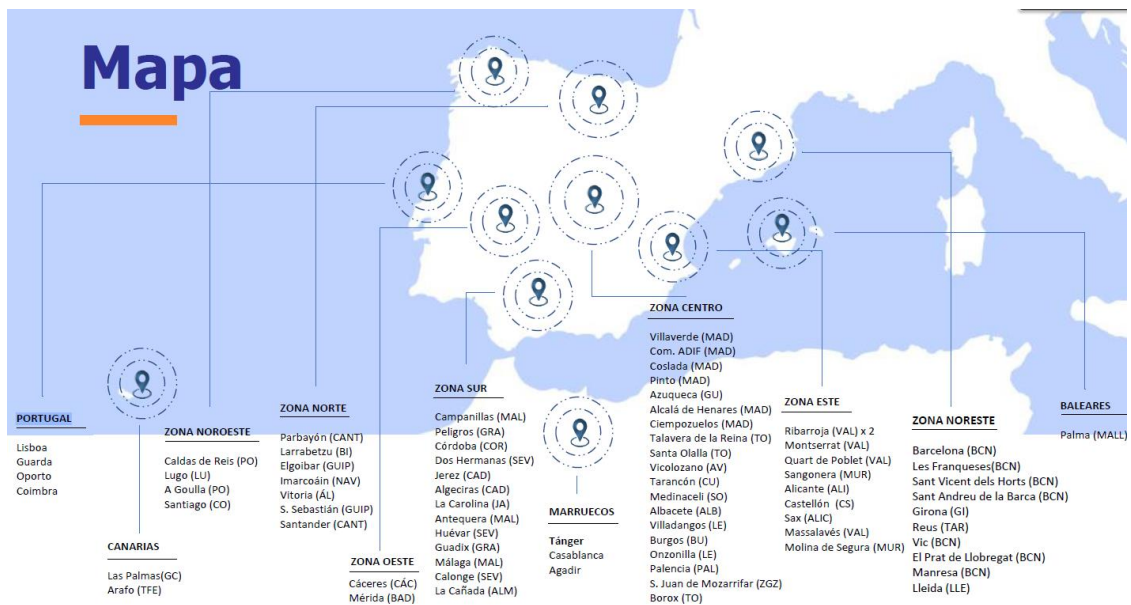 Mapa
PORTUGAL
Lisboa
Guarda
Oporto
Coimbra
CANARIAS
Las Palmas(GC)
Arafo (TFE)
ZONA NOROESTE
Caldas de Reis (PO)
Lugo (LU)
A Goulla (PO)
Santiago (CO)
ZONA NORTE
Parbayón (CANT)
Larrabetzu (BI)
Elgoibar (GUIP)
Imarcoáin (NAV)
Vitoria (ÁL)
S. Sebastián (GUIP)
Santander (CANT)
ZONA OESTE
Cáceres (CÁC)
Mérida (BAD)
ZONA SUR
Campanillas (MAL)
Peligros (GRA)
Córdoba (COR)
Dos Hermanas (SEV)
Jerez (CAD)
Algeciras (CAD)
La Carolina (JA)
Antequera (MAL)
Huévar (SEV)
Guadix (GRA)
Málaga (MAL)
Calonge (SEV)
La Cañada (ALM)
MARRUECOS
Tánger
Casablanca
Agadir
ZONA CENTRO
Villaverde (MAD)
Com. ADIF (MAD)
Coslada (MAD)
Pinto (MAD)
Azuqueca (GU)
Alcalá de Henares (MAD)
Ciempozuelos (MAD)
Talavera de la Reina (TO)
Santa Olalla (TO)
Vicolozano (AV)
Tarancón (CU)
Medinaceli (SO)
Albacete (ALB)
Villadangos (LE)
Burgos (BU)
Onzonilla (LE)
Palencia (PAL)
S. Juan de Mozarrifar (ZGZ)
Borox (TO)
ZONA ESTE
Ribarroja (VAL) x 2
Montserrat (VAL)
Quart de Poblet (VAL)
Sangonera (MUR)
Alicante (ALI)
Castellón (CS)
Sax (ALIC)
Massalavés (VAL)
Molina de Segura (MUR)
ZONA NORESTE
Barcelona (BCN)
Les Franqueses(BCN)
Sant Vicent dels Horts (BCN)
Sant Andreu de la Barca (BCN)
Girona (GI)
Reus (TAR)
Vic (BCN)
El Prat de Llobregat (BCN)
Manresa (BCN)
Lleida (LLE)
BALEARES
Palma (MALL)